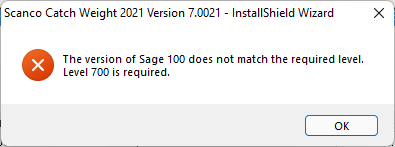 Scanco Catch Weight 2021 Version 7.0021 - InstallShield Wizard
The version of Sage 100 does not match the required level.
Level 700 is required.
OK